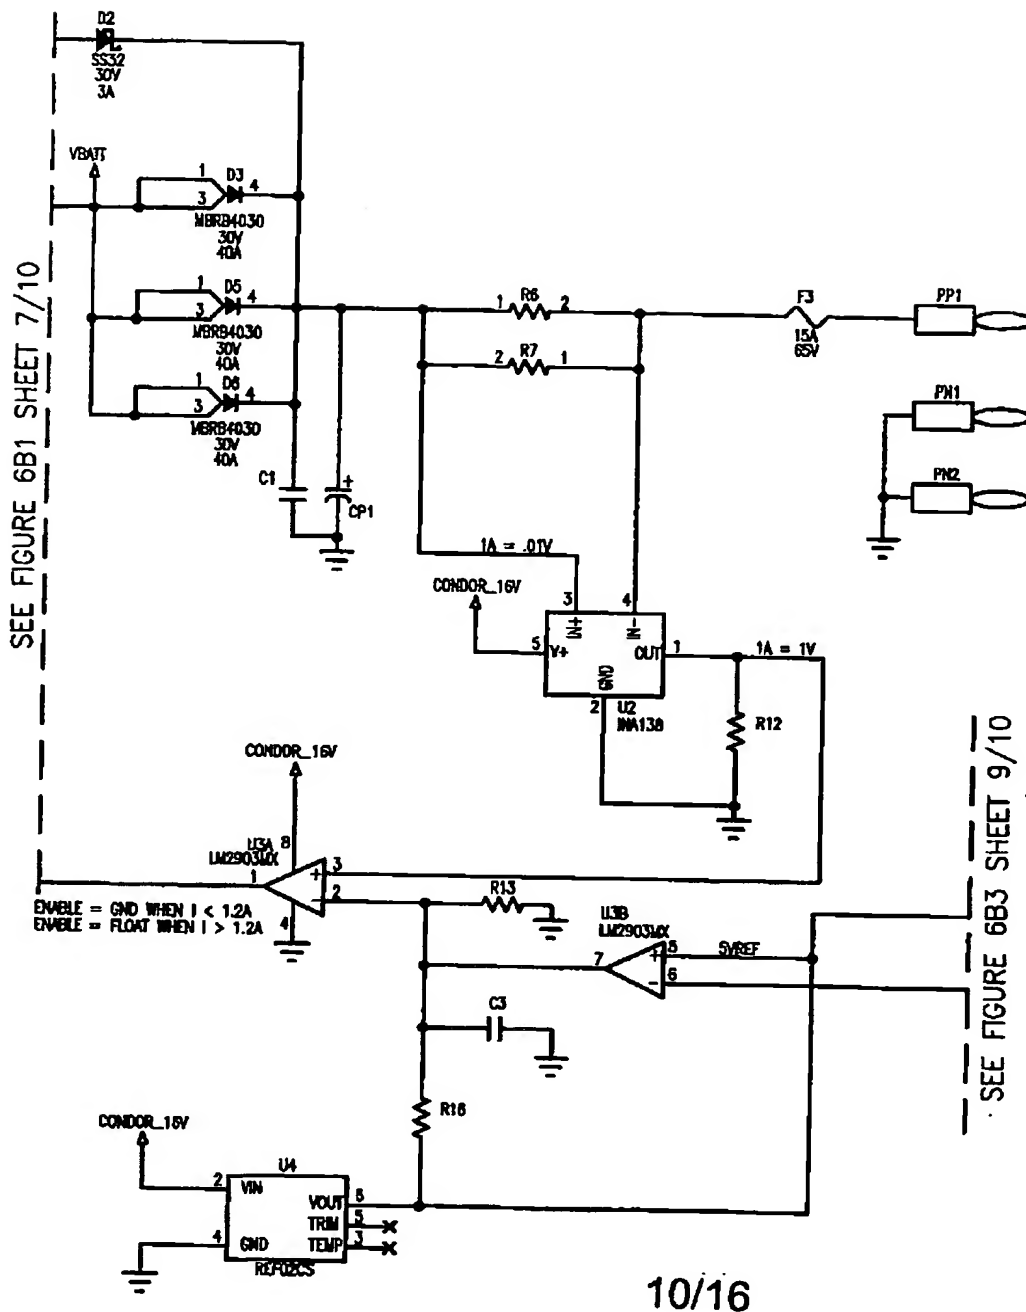 D2
SS32
30V
3A
VBATT
1
3
D3
4
MBRB4030
30V
40A
1
3
D5
4
MBRB4030
30V
40A
1
3
D6
4
MBRB4030
30V
40A
C1
+
CP1
1
R6
2
2
R7
1
F3
15A
65V
PP1
PN1
PN2
SEE FIGURE 6B1 SHEET 7/10
1A = .01V
CONDOR_16V
3
4
IN+
IN-
5
V+
OUT
1
1A = 1V
GND
2
U2
INA138
R12
CONDOR_16V
8
U3A
LM2903MX
1
+
3
-
2
4
ENABLE = GND WHEN I < 1.2A
ENABLE = FLOAT WHEN I > 1.2A
R13
U3B
LM2903MX
7
+
5
-
6
5VREF
C3
R16
CONDOR_16V
U4
2
VIN
VOUT
6
TRIM
5
4
GND
TEMP
3
REF02CS
SEE FIGURE 6B3 SHEET 9/10
10/16